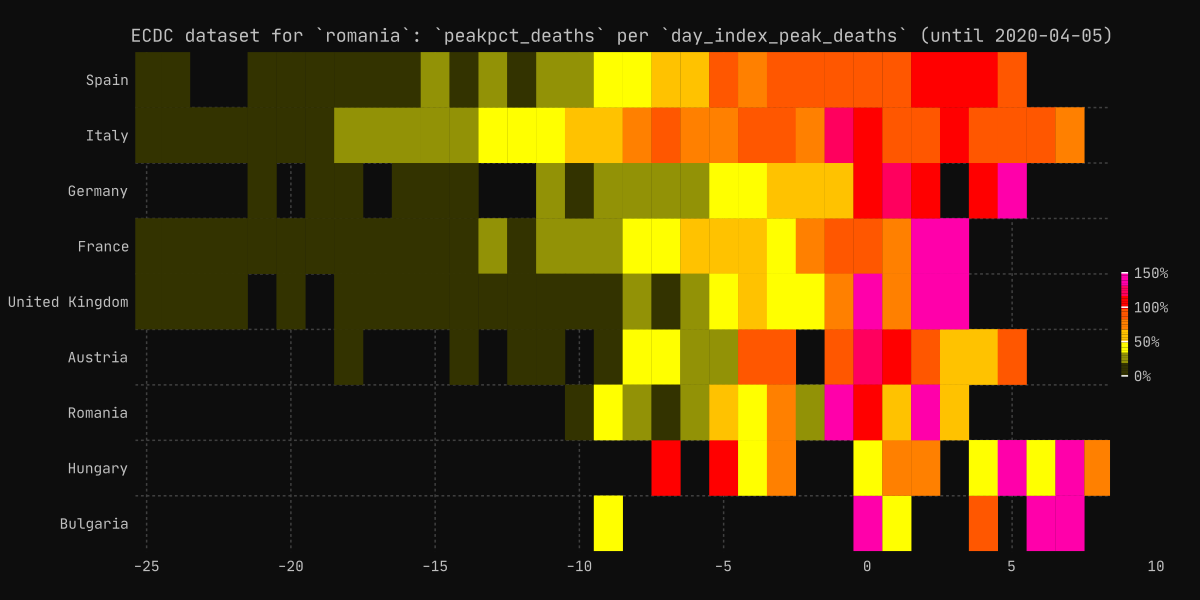 ECDC dataset for `romania`: `peakpct_deaths` per `day_index_peak_deaths` (until 2020-04-05)
Spain
Italy
Germany
France
United Kingdom
Austria
Romania
Hungary
Bulgaria
150%
100%
50%
0%
-25 -20 -15 -10 -5 0 5 10